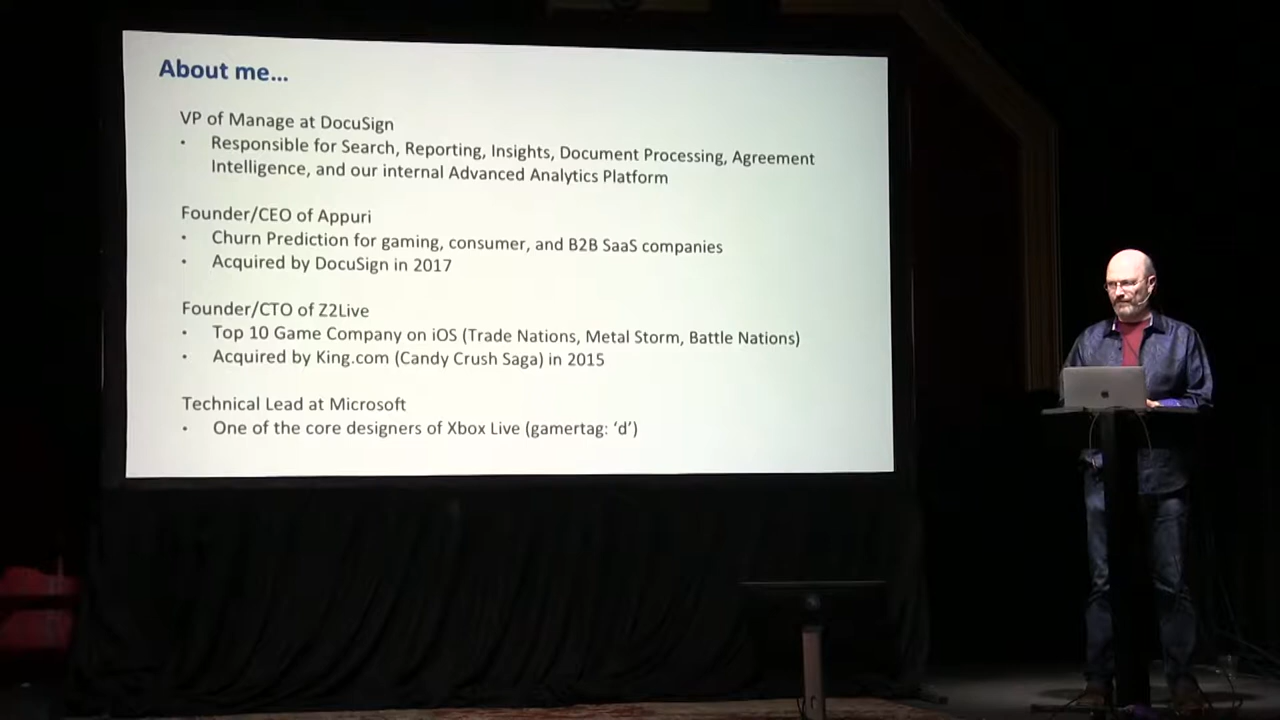 About me...
VP of Manage at DocuSign
• Responsible for Search, Reporting, Insights, Document Processing, Agreement
Intelligence, and our internal Advanced Analytics Platform
Founder/CEO of Appuri
• Churn Prediction for gaming, consumer, and B2B SaaS companies
• Acquired by DocuSign in 2017
Founder/CTO of Z2Live
• Top 10 Game Company on iOS (Trade Nations, Metal Storm, Battle Nations)
• Acquired by King.com (Candy Crush Saga) in 2015
Technical Lead at Microsoft
• One of the core designers of Xbox Live (gamertag: ‘d’)